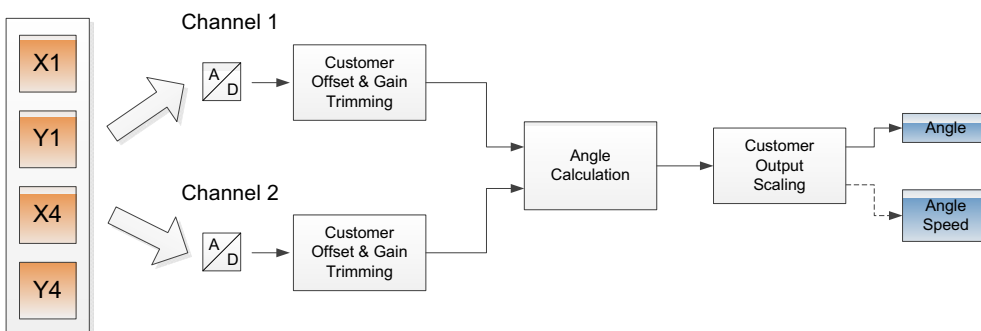 X1
Y1
X4
Y4
Channel 1
A
D
Customer
Offset & Gain
Trimming
Channel 2
A
D
Customer
Offset & Gain
Trimming
Angle
Calculation
Customer
Output
Scaling
Angle
Angle
Speed